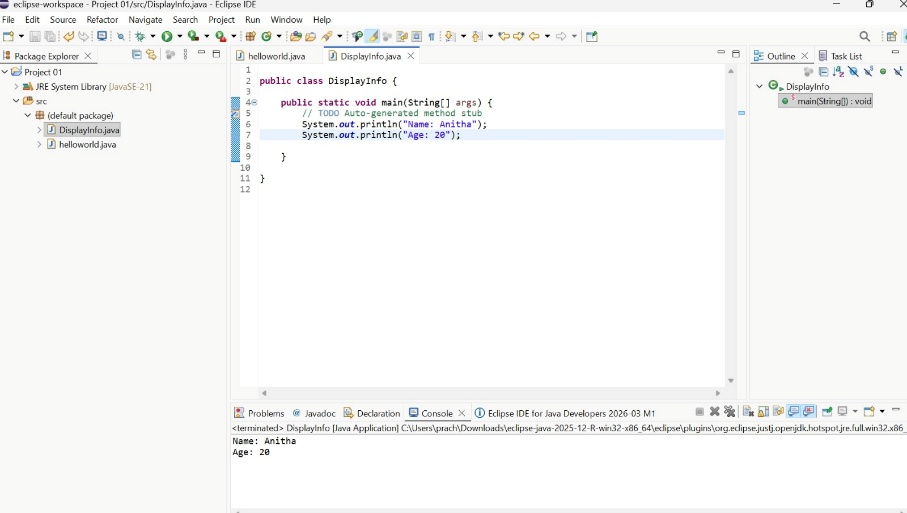 eclipse-workspace - Project 01/src/DisplayInfo.java - Eclipse IDE
File Edit Source Refactor Navigate Search Project Run Window Help
Package Explorer
Project 01
JRE System Library [JavaSE-21]
src
(default package)
DisplayInfo.java
helloworld.java
helloworld.java DisplayInfo.java
1
2 public class DisplayInfo {
3
4 public static void main(String[] args) {
5 // TODO Auto-generated method stub
6 System.out.println("Name: Anitha");
7 System.out.println("Age: 20");
8
9 }
10
11 }
12
Outline Task List
DisplayInfo
main(String[]) : void
Problems Javadoc Declaration Console Eclipse IDE for Java Developers 2026-03 M1
<terminated> DisplayInfo [Java Application] C:\Users\prach\Downloads\eclipse-java-2025-12-R-win32-x86_64\eclipse\plugins\org.eclipse.justj.openjdk.hotspot.jre.full.win32.x86_
Name: Anitha
Age: 20